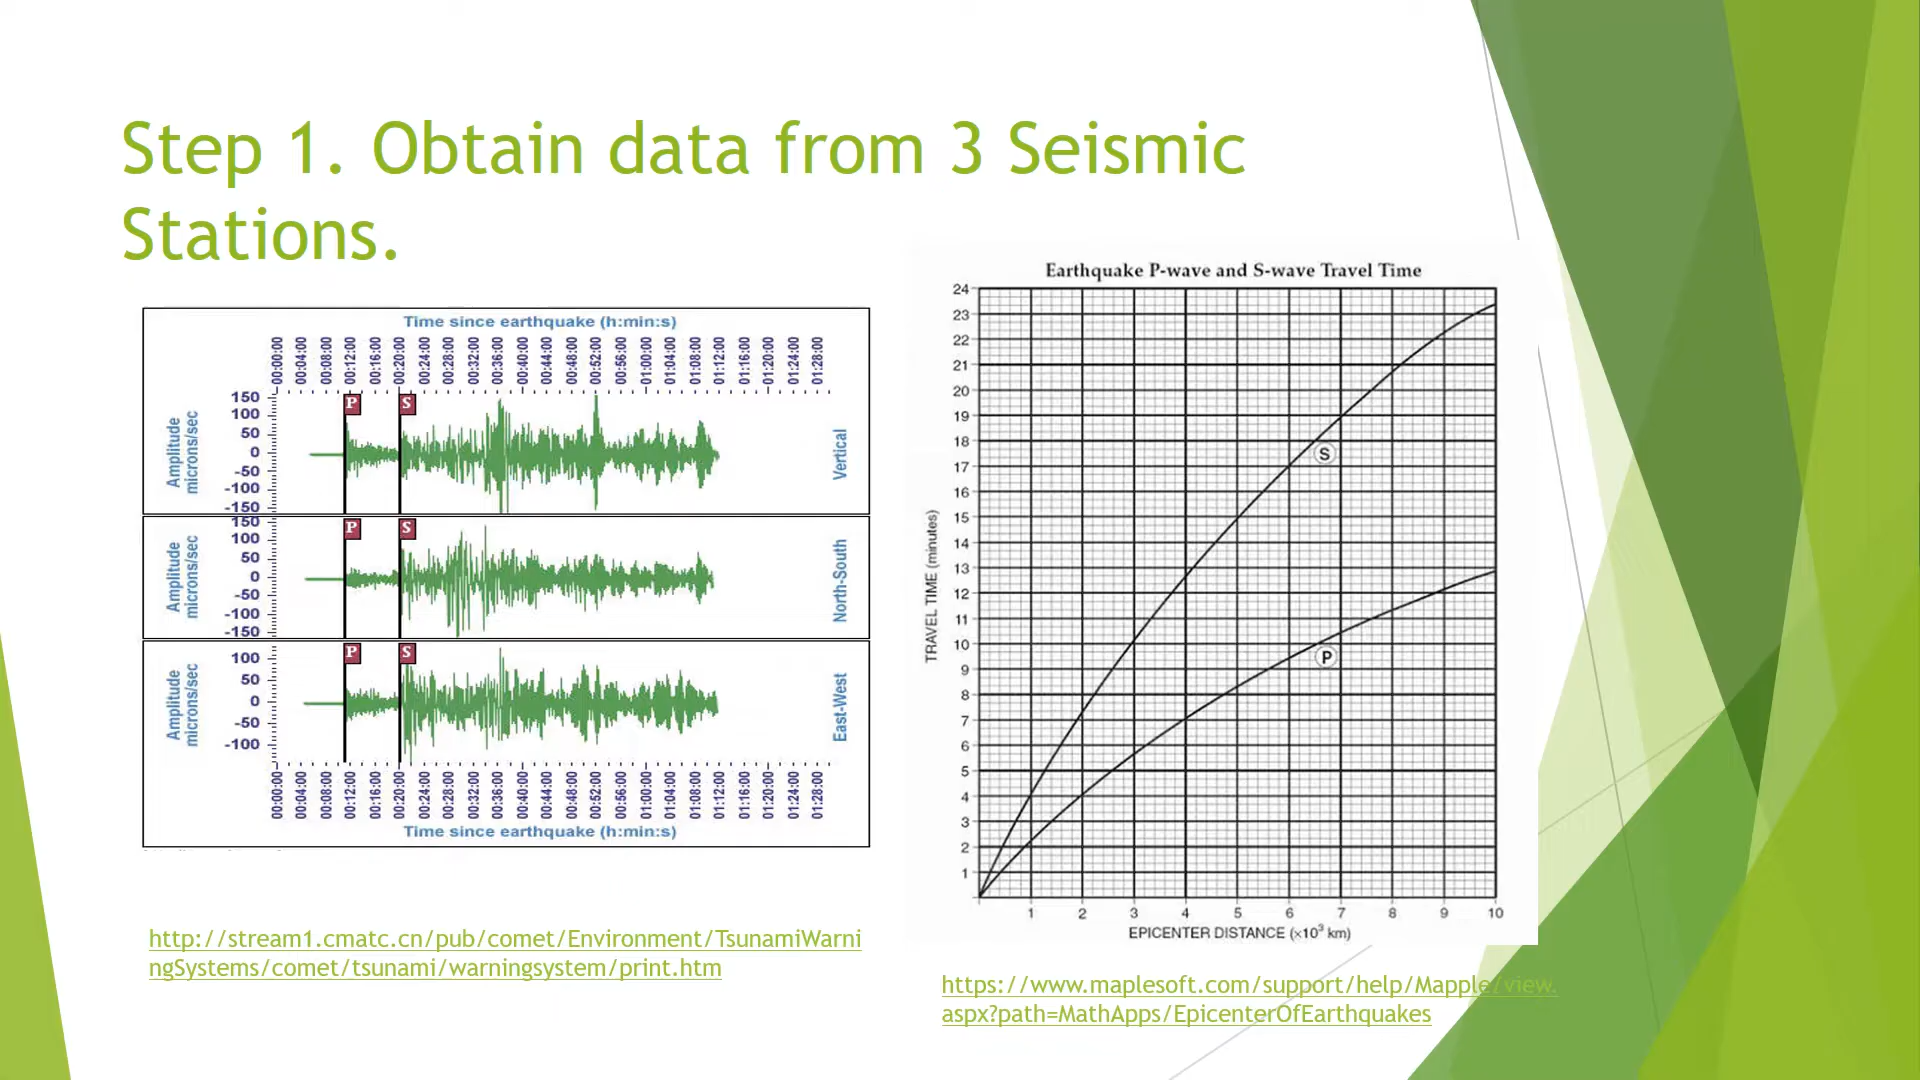 Step 1. Obtain data from 3 Seismic
Stations.
Time since earthquake (h:min:s)
00:00:00 00:04:00 00:08:00 00:12:00 00:16:00 00:20:00 00:24:00 00:28:00 00:32:00 00:36:00 00:40:00 00:44:00 00:48:00 00:52:00 00:56:00 01:00:00 01:04:00 01:08:00 01:12:00 01:16:00 01:20:00 01:24:00 01:28:00
P S
Amplitude
microns/sec
150
100
50
0
-50
-100
-150
Vertical
P S
Amplitude
microns/sec
150
100
50
0
-50
-100
-150
North-South
P S
Amplitude
microns/sec
100
50
0
-50
-100
East-West
00:00:00 00:04:00 00:08:00 00:12:00 00:16:00 00:20:00 00:24:00 00:28:00 00:32:00 00:36:00 00:40:00 00:44:00 00:48:00 00:52:00 00:56:00 01:00:00 01:04:00 01:08:00 01:12:00 01:16:00 01:20:00 01:24:00 01:28:00
Time since earthquake (h:min:s)
http://stream1.cmatc.cn/pub/comet/Environment/TsunamiWarni
ngSystems/comet/tsunami/warningsystem/print.htm
Earthquake P-wave and S-wave Travel Time
TRAVEL TIME (minutes)
24
23
22
21
20
19
18
17
16
15
14
13
12
11
10
9
8
7
6
5
4
3
2
1
S
P
1 2 3 4 5 6 7 8 9 10
EPICENTER DISTANCE (×10³ km)
https://www.maplesoft.com/support/help/Mapple/view.
aspx?path=MathApps/EpicenterOfEarthquakes